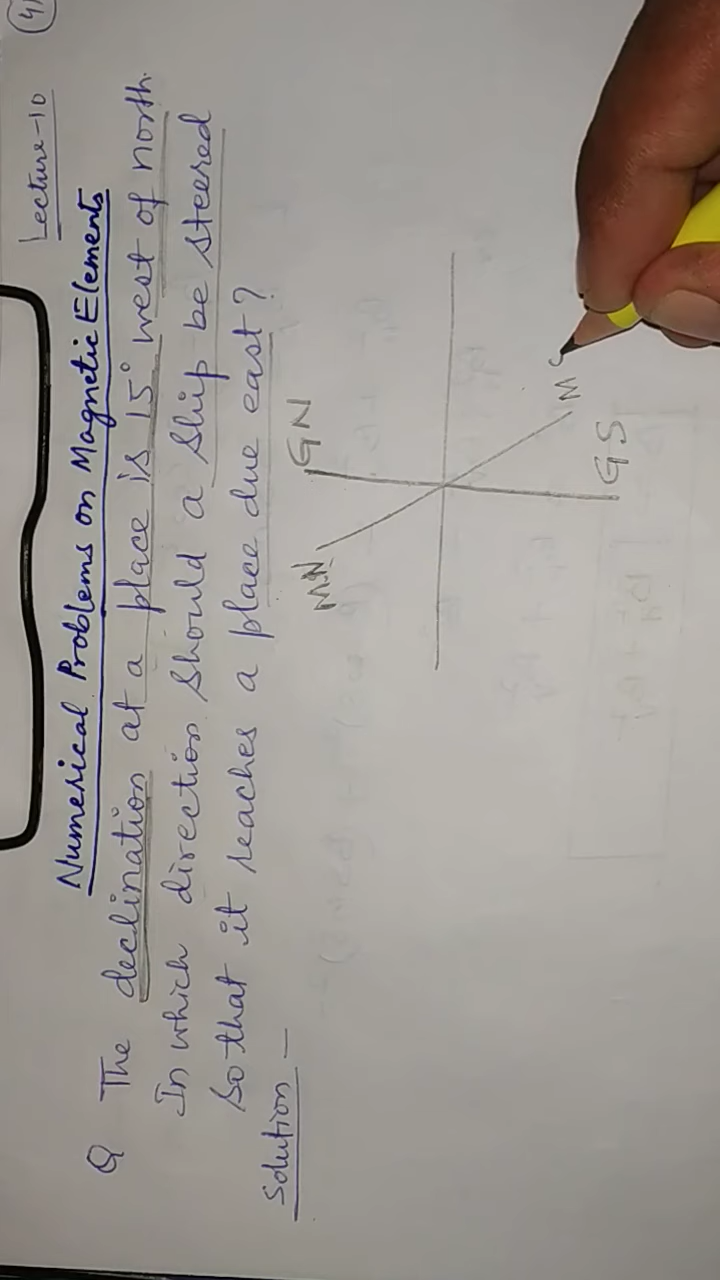 Lecture-10
Numerical Problems on Magnetic Elements
Q The declination at a place is 15° west of north.
In which direction should a ship be steered
so that it reaches a place due east?
Solution -
M.N
GN
GS
M